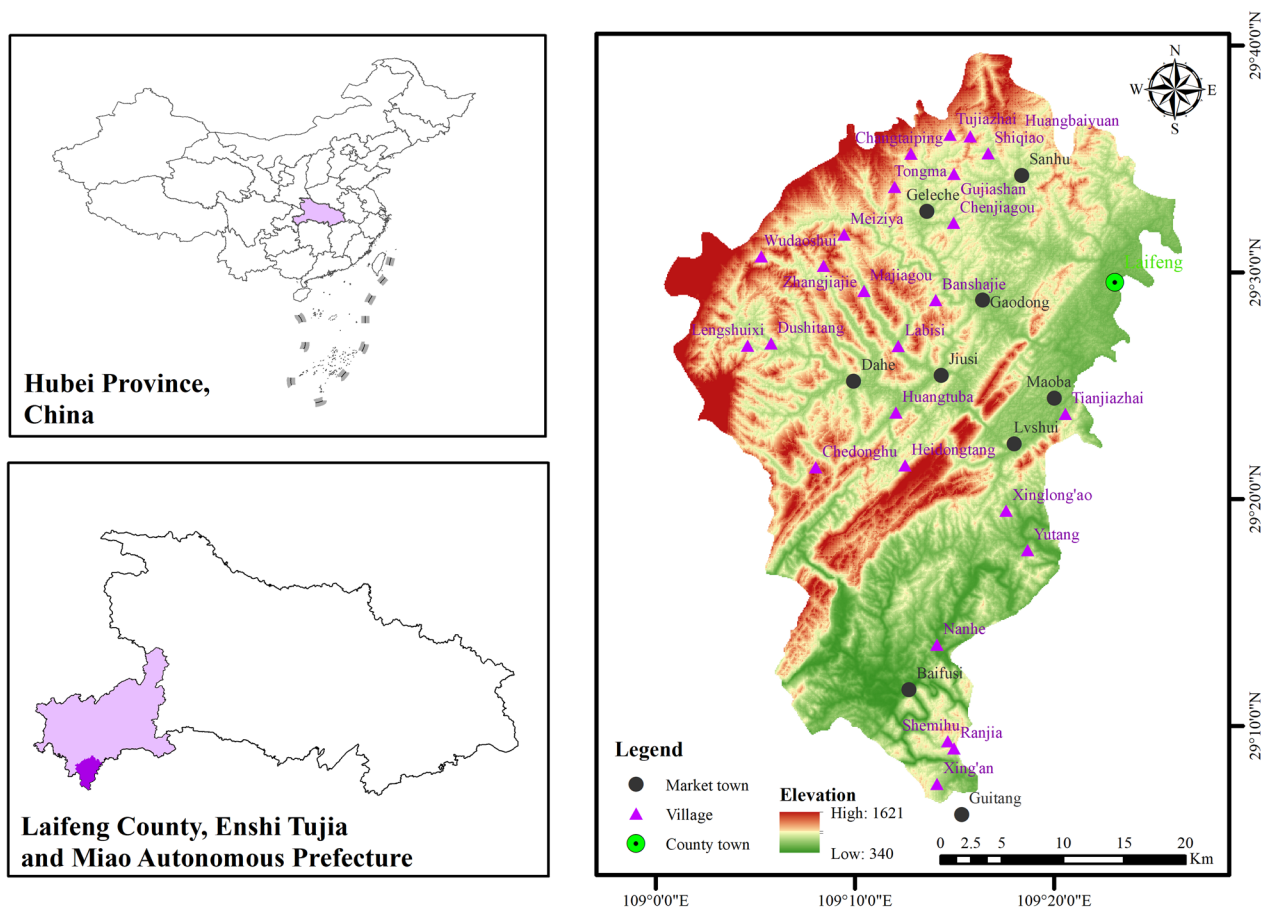 Hubei Province,
China
Laifeng County, Enshi Tujia
and Miao Autonomous Prefecture
N
W E
S
Tujiazhai Huangbaiyuan
Changtaiping Shiqiao
Sanhu
Tongma
Gujiashan
Geleche
Chenjiagou
Meiziya
Wudaoshui
Laifeng
Zhangjiajie Majiagou
Banshajie
Gaodong
Lengshuixi Dushitang Labisi
Dahe Jiusi
Maoba
Huangtuba Tianjiazhai
Lvshui
Chedonghu Heidongtang
Xinglong'ao
Yutang
Nanhe
Baifusi
Shemihu Ranjia
Xing'an
Guitang
Legend
Market town
Village
County town
Elevation
High: 1621
Low: 340
0 2.5 5 10 15 20
Km
29°40'0"N
29°30'0"N
29°20'0"N
29°10'0"N
109°0'0"E 109°10'0"E 109°20'0"E